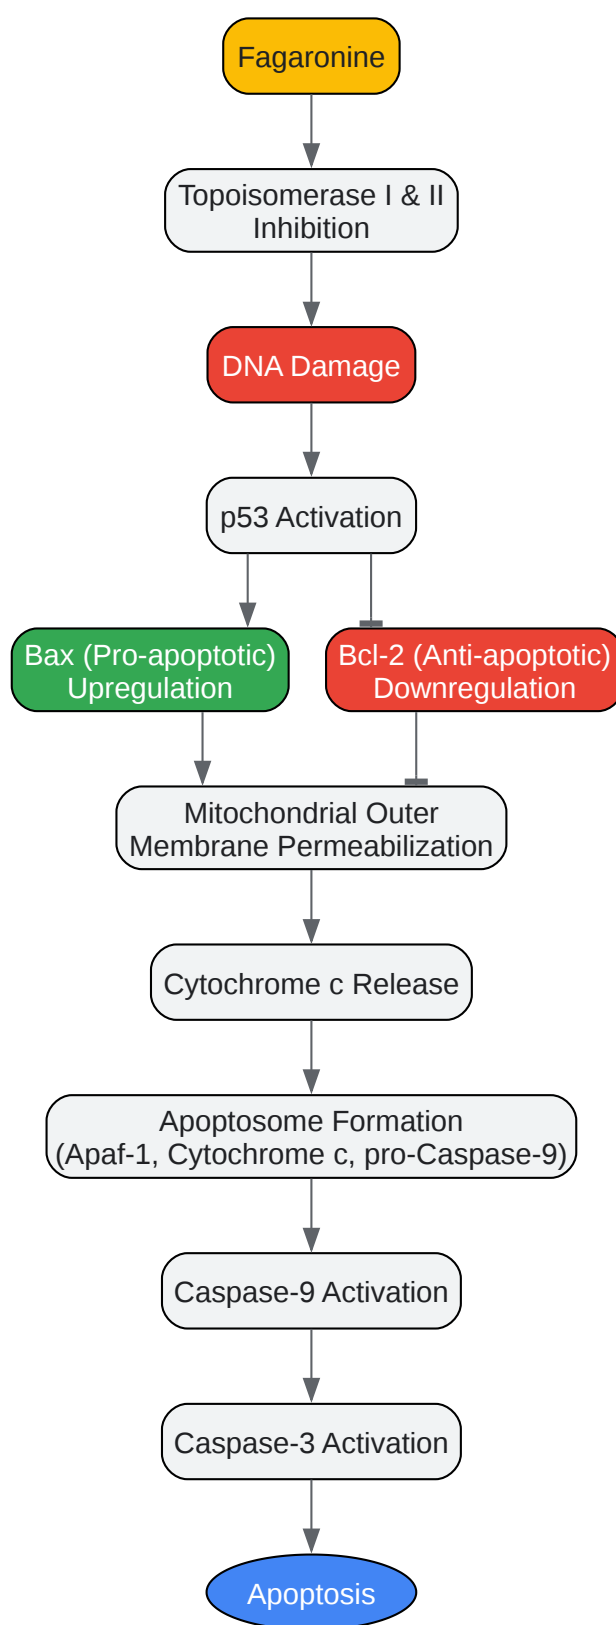 Fagaronine
Topoisomerase I & II
Inhibition
DNA Damage
p53 Activation
Bax (Pro-apoptotic)
Upregulation
Bcl-2 (Anti-apoptotic)
Downregulation
Mitochondrial Outer
Membrane Permeabilization
Cytochrome c Release
Apoptosome Formation
(Apaf-1, Cytochrome c, pro-Caspase-9)
Caspase-9 Activation
Caspase-3 Activation
Apoptosis